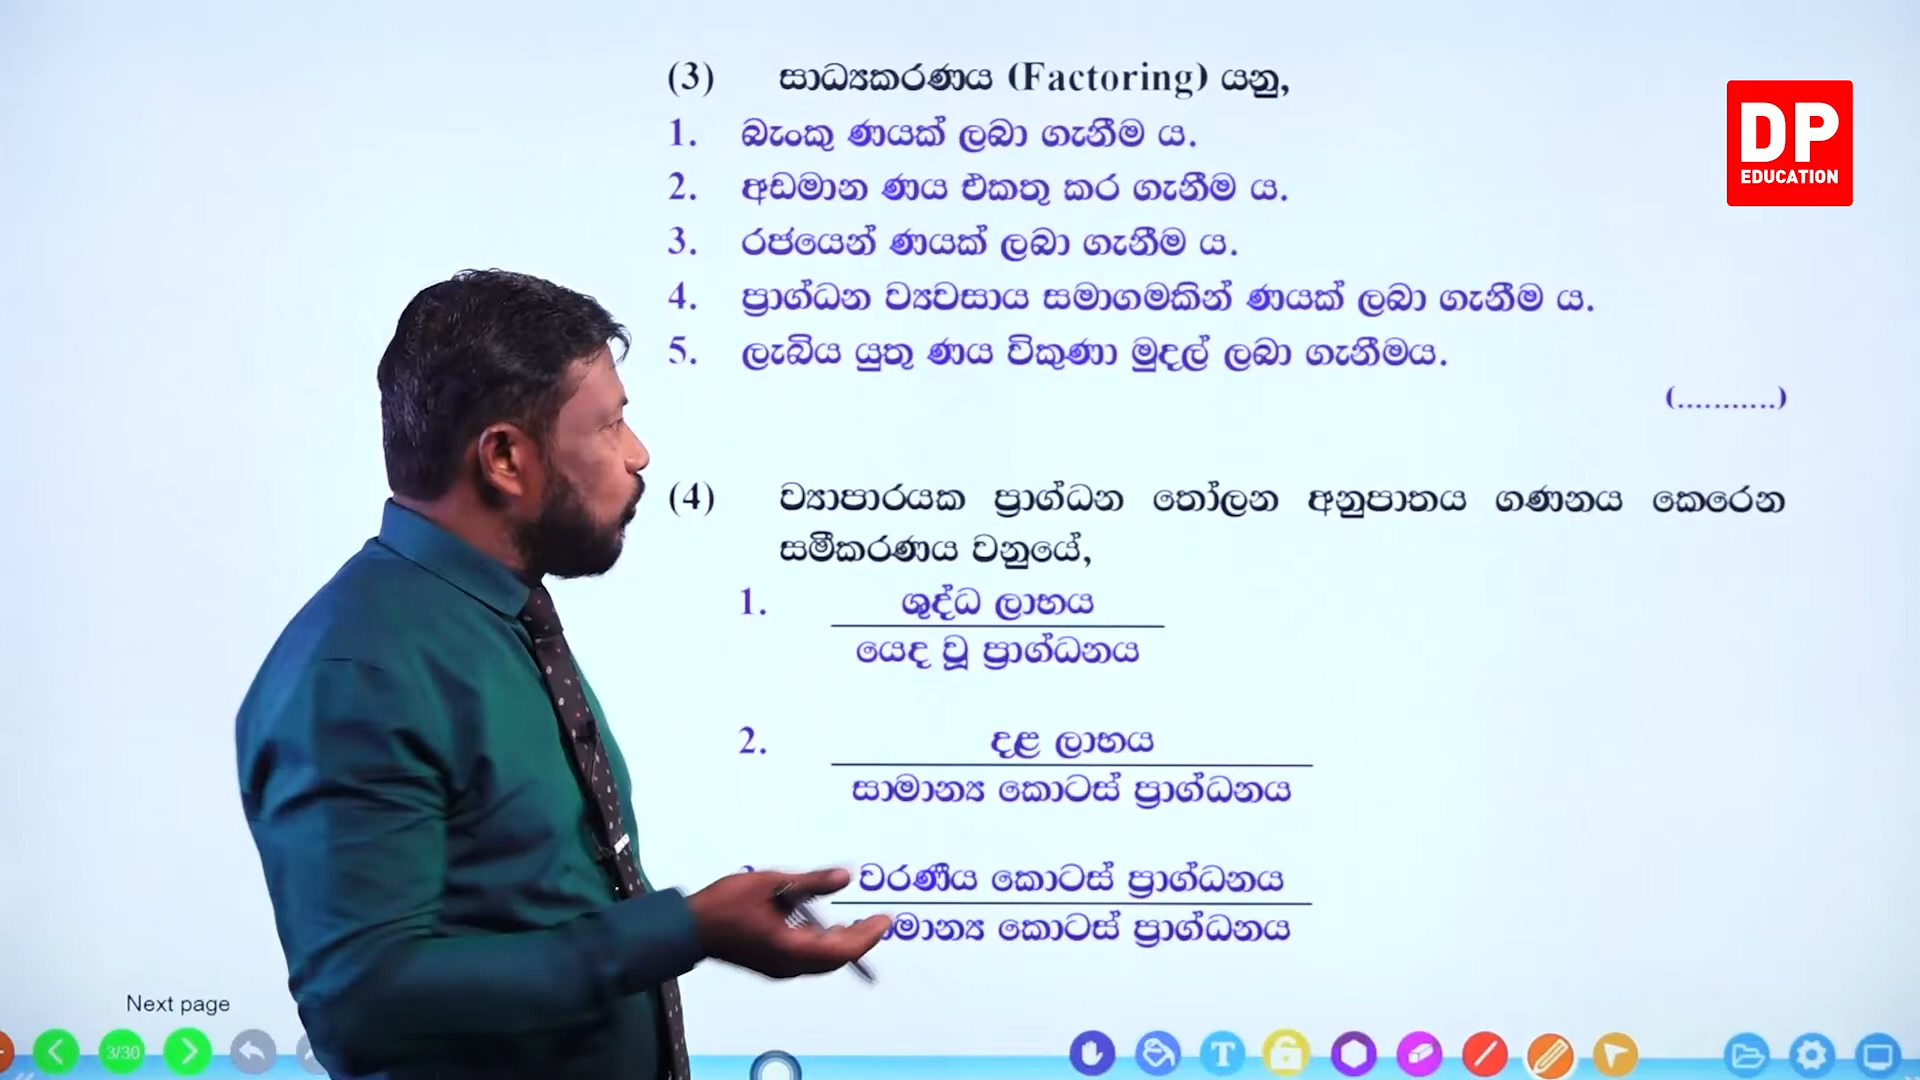 (3) සාධ්‍යකරණය (Factoring) යනු,
1. බැංකු ණයක් ලබා ගැනීම ය.
2. අඩමාන ණය එකතු කර ගැනීම ය.
3. රජයෙන් ණයක් ලබා ගැනීම ය.
4. ප්‍රාග්ධන ව්‍යවසාය සමාගමකින් ණයක් ලබා ගැනීම ය.
5. ලැබිය යුතු ණය විකුණා මුදල් ලබා ගැනීමය.
(...........)
DP
EDUCATION
(4) ව්‍යාපාරයක ප්‍රාග්ධන තෝලන අනුපාතය ගණනය කෙරෙන
සමීකරණය වනුයේ,
1. ශුද්ධ ලාභය
යෙද වූ ප්‍රාග්ධනය
2. දළ ලාභය
සාමාන්‍ය කොටස් ප්‍රාග්ධනය
වරණීය කොටස් ප්‍රාග්ධනය
කොටස් ප්‍රාග්ධනය
Next page
3/30
T